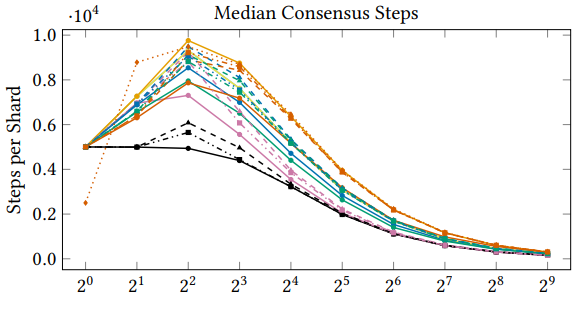 Median Consensus Steps
·10⁴
1.0
0.8
0.6
0.4
0.2
0.0
Steps per Shard
2⁰ 2¹ 2² 2³ 2⁴ 2⁵ 2⁶ 2⁷ 2⁸ 2⁹